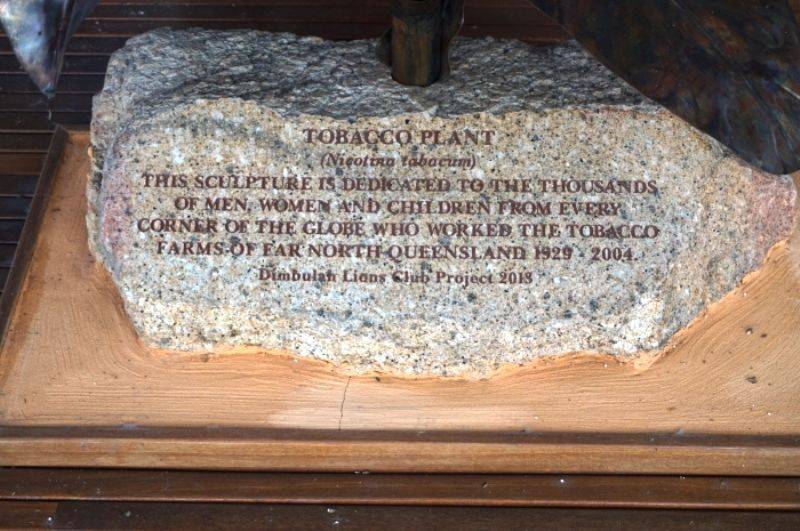 TOBACCO PLANT
(Nicotina tabacum)
THIS SCULPTURE IS DEDICATED TO THE THOUSANDS
OF MEN, WOMEN AND CHILDREN FROM EVERY
CORNER OF THE GLOBE WHO WORKED THE TOBACCO
FARMS OF FAR NORTH QUEENSLAND 1929 - 2004.
Dimbulah Lions Club Project 2013